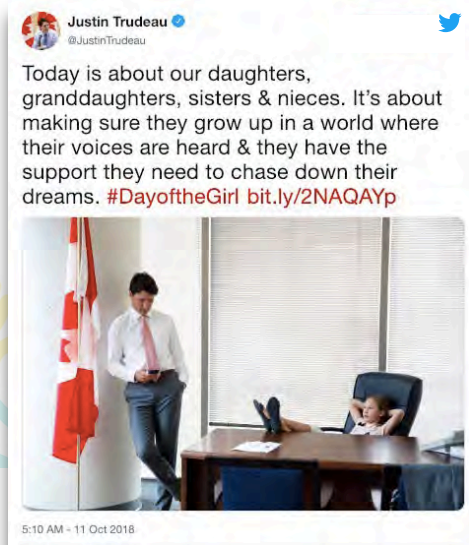 Justin Trudeau
@JustinTrudeau
Today is about our daughters,
granddaughters, sisters & nieces. It's about
making sure they grow up in a world where
their voices are heard & they have the
support they need to chase down their
dreams. #DayoftheGirl bit.ly/2NAQAYp
5:10 AM - 11 Oct 2018